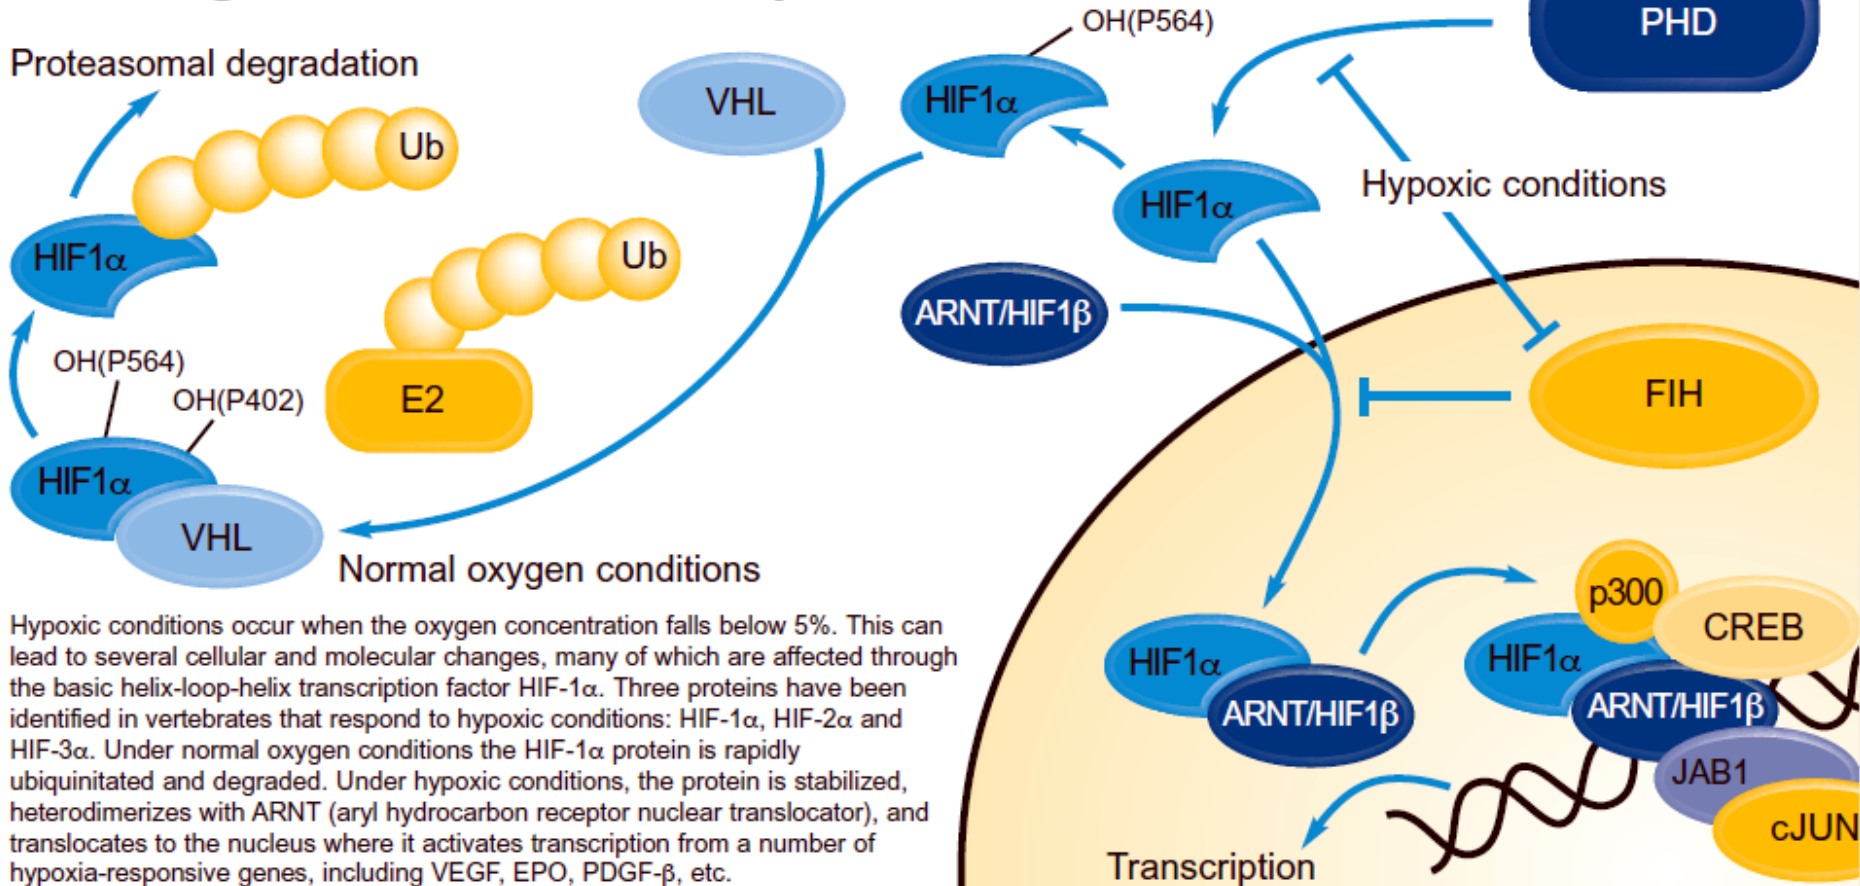 OH(P564)
PHD
Proteasomal degradation
VHL
HIF1α
Ub
Hypoxic conditions
HIF1α
HIF1α
Ub
ARNT/HIF1β
OH(P564)
OH(P402)
E2
FIH
HIF1α
VHL
Normal oxygen conditions
p300
CREB
HIF1α
HIF1α
ARNT/HIF1β
ARNT/HIF1β
JAB1
cJUN
Transcription
Hypoxic conditions occur when the oxygen concentration falls below 5%. This can
lead to several cellular and molecular changes, many of which are affected through
the basic helix-loop-helix transcription factor HIF-1α. Three proteins have been
identified in vertebrates that respond to hypoxic conditions: HIF-1α, HIF-2α and
HIF-3α. Under normal oxygen conditions the HIF-1α protein is rapidly
ubiquinitated and degraded. Under hypoxic conditions, the protein is stabilized,
heterodimerizes with ARNT (aryl hydrocarbon receptor nuclear translocator), and
translocates to the nucleus where it activates transcription from a number of
hypoxia-responsive genes, including VEGF, EPO, PDGF-β, etc.